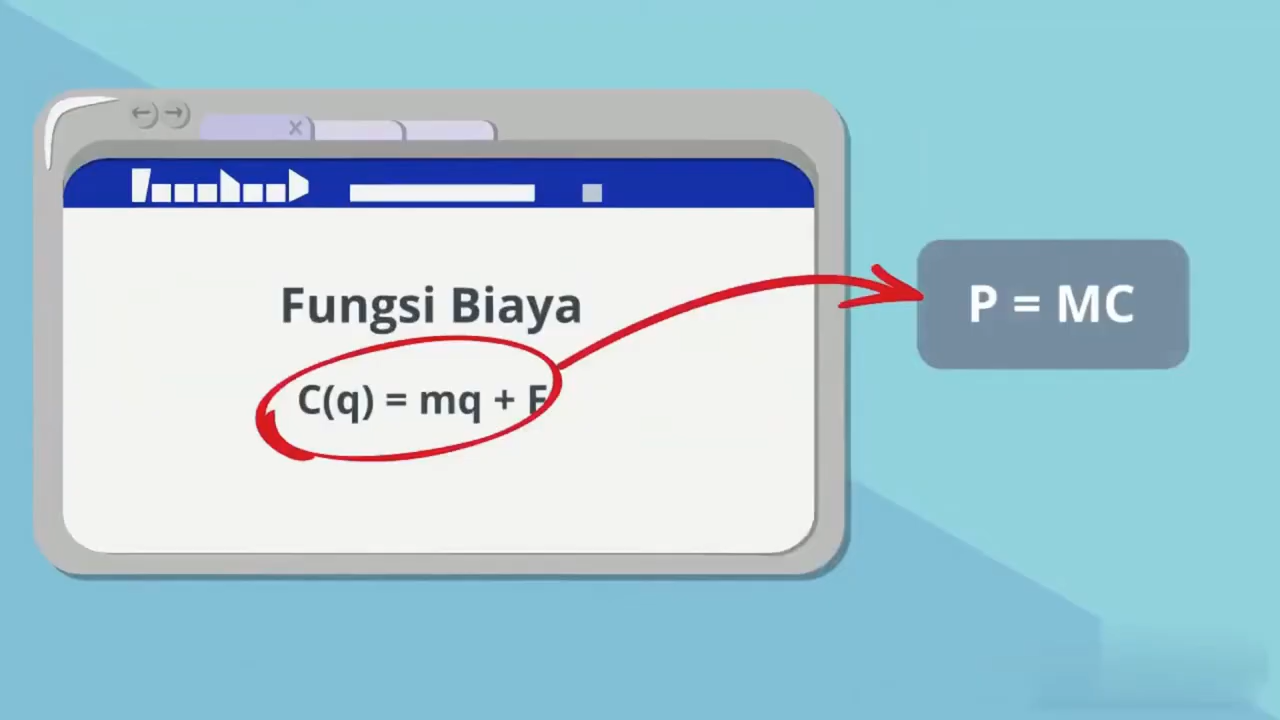 Fungsi Biaya
C(q) = mq + F
P = MC